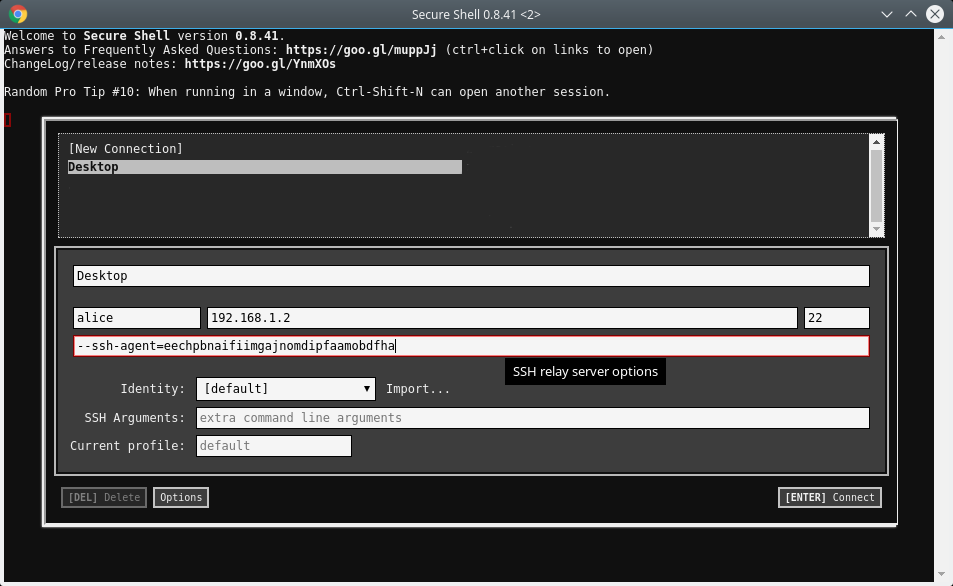 Secure Shell 0.8.41 <2>
Welcome to Secure Shell version 0.8.41.
Answers to Frequently Asked Questions: https://goo.gl/muppJj (ctrl+click on links to open)
ChangeLog/release notes: https://goo.gl/YnmXOs
Random Pro Tip #10: When running in a window, Ctrl-Shift-N can open another session.
[New Connection]
Desktop
Desktop
alice 192.168.1.2 22
--ssh-agent=eechpbnaifiimgajnomdipfaamobdfha
SSH relay server options
Identity: [default] Import...
SSH Arguments: extra command line arguments
Current profile: default
[DEL] Delete Options [ENTER] Connect